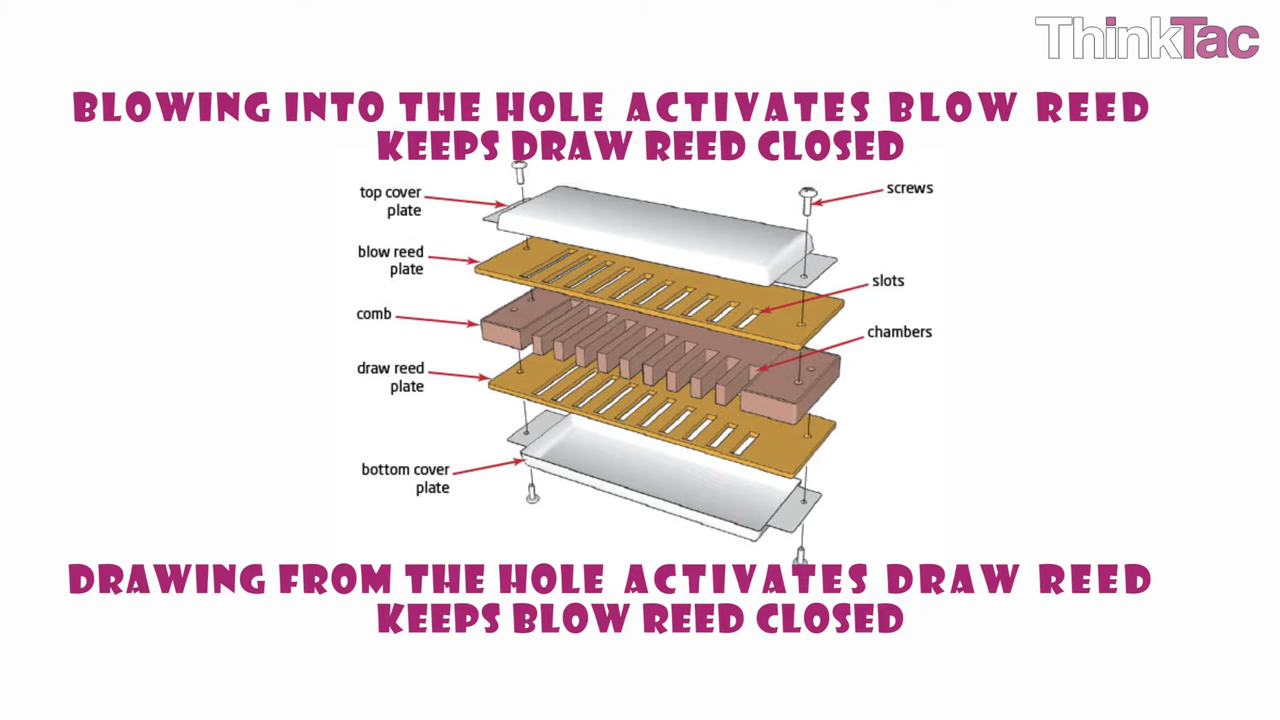 ThinkTac
BLOWING INTO THE HOLE ACTIVATES BLOW REED
KEEPS DRAW REED CLOSED
top cover
plate
screws
blow reed
plate
slots
comb
chambers
draw reed
plate
bottom cover
plate
DRAWING FROM THE HOLE ACTIVATES DRAW REED
KEEPS BLOW REED CLOSED